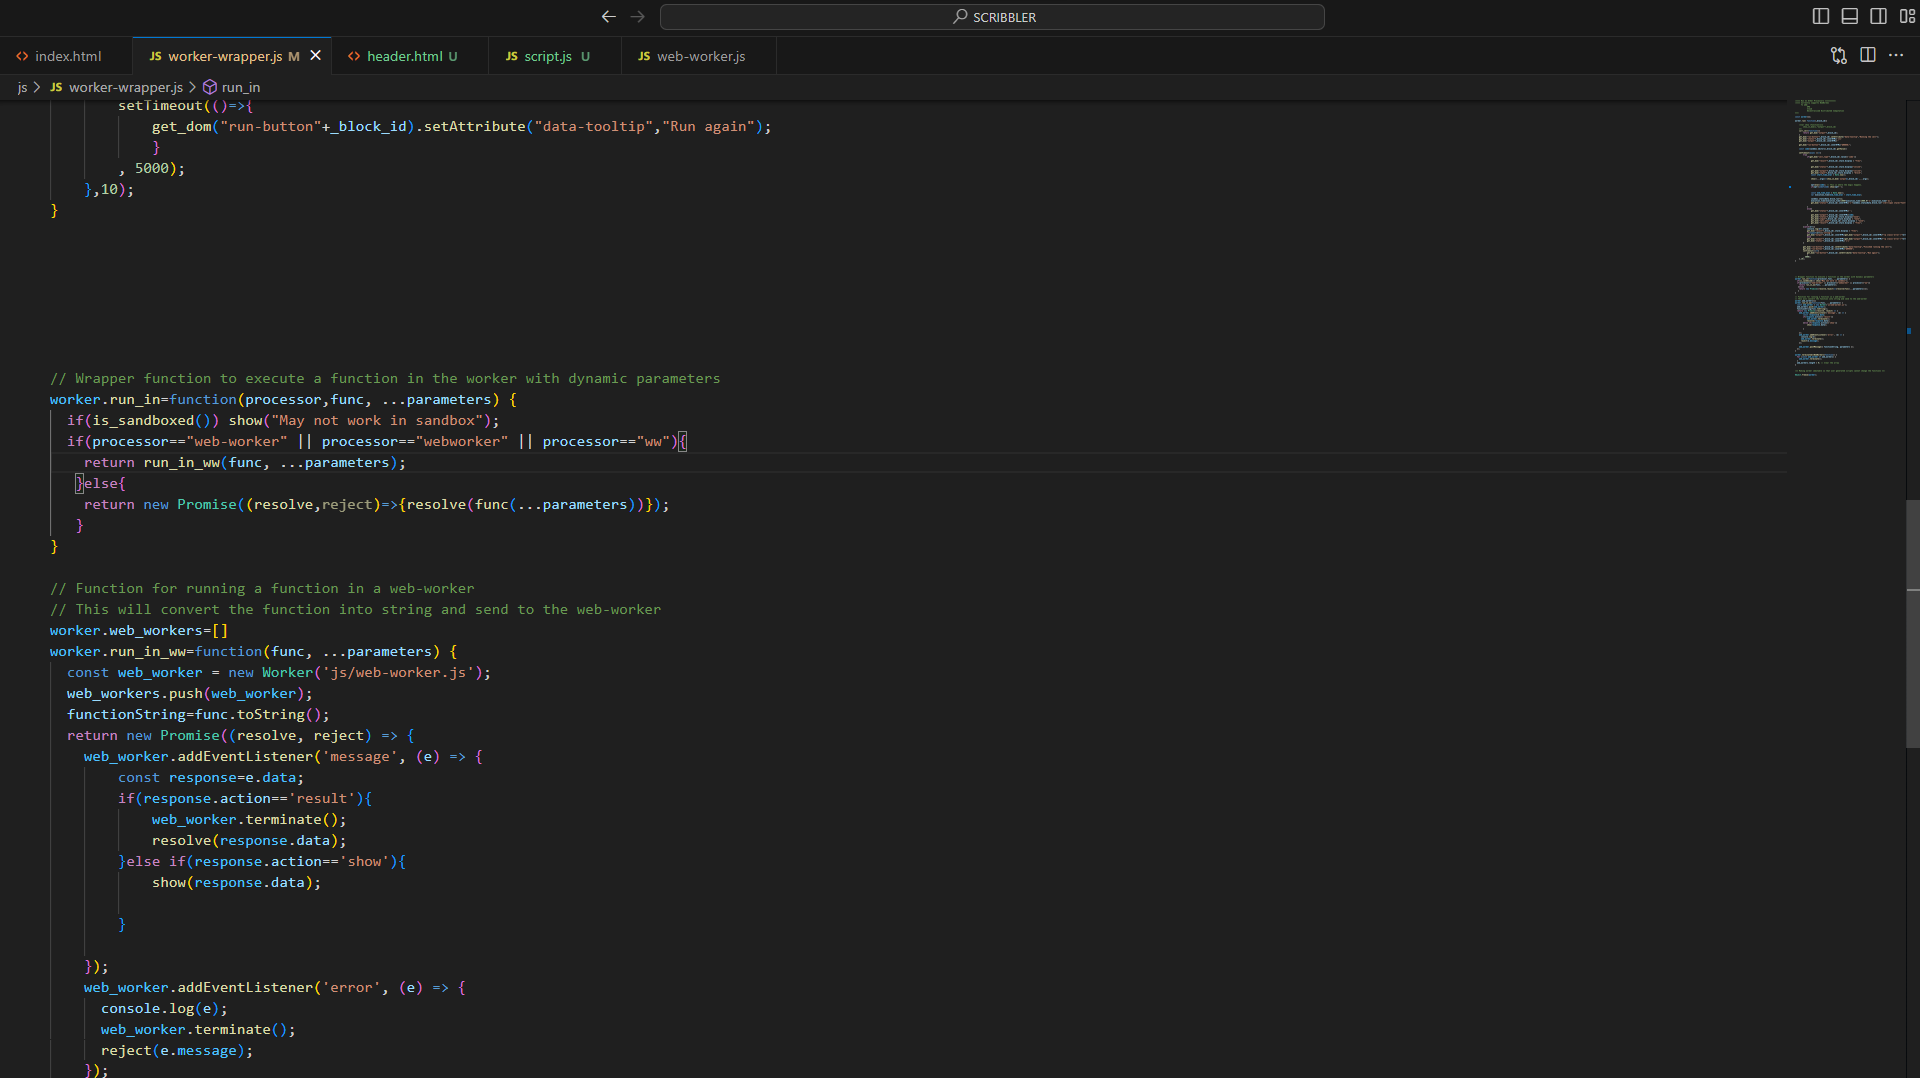 SCRIBBLER
index.html
JS worker-wrapper.js M
header.html U
JS script.js U
JS web-worker.js
js > JS worker-wrapper.js > run_in
setTimeout(()=>{
get_dom("run-button"+_block_id).setAttribute("data-tooltip","Run again");
}
, 5000);
},10);
}
// Wrapper function to execute a function in the worker with dynamic parameters
worker.run_in=function(processor,func, ...parameters) {
if(is_sandboxed()) show("May not work in sandbox");
if(processor=="web-worker" || processor=="webworker" || processor=="ww"){
return run_in_ww(func, ...parameters);
}else{
return new Promise((resolve,reject)=>{resolve(func(...parameters))});
}
}
// Function for running a function in a web-worker
// This will convert the function into string and send to the web-worker
worker.web_workers=[]
worker.run_in_ww=function(func, ...parameters) {
const web_worker = new Worker('js/web-worker.js');
web_workers.push(web_worker);
functionString=func.toString();
return new Promise((resolve, reject) => {
web_worker.addEventListener('message', (e) => {
const response=e.data;
if(response.action=='result'){
web_worker.terminate();
resolve(response.data);
}else if(response.action=='show'){
show(response.data);
}
});
web_worker.addEventListener('error', (e) => {
console.log(e);
web_worker.terminate();
reject(e.message);
});